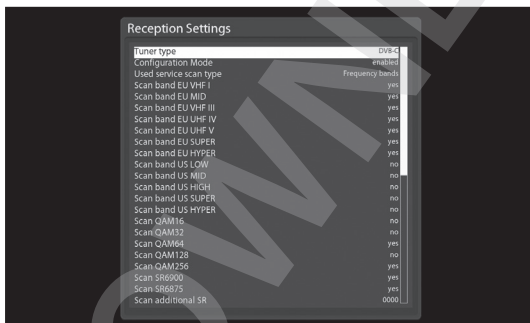 Reception Settings
Tuner type DVB-C
Configuration Mode enabled
Used service scan type Frequency bands
Scan band EU VHF I yes
Scan band EU MID yes
Scan band EU VHF III yes
Scan band EU UHF IV yes
Scan band EU UHF V yes
Scan band EU SUPER yes
Scan band EU HYPER yes
Scan band US LOW no
Scan band US MID no
Scan band US HIGH no
Scan band US SUPER no
Scan band US HYPER no
Scan QAM16 no
Scan QAM32 no
Scan QAM64 yes
Scan QAM128 no
Scan QAM256 yes
Scan SR6900 yes
Scan SR6875 yes
Scan additional SR 0000